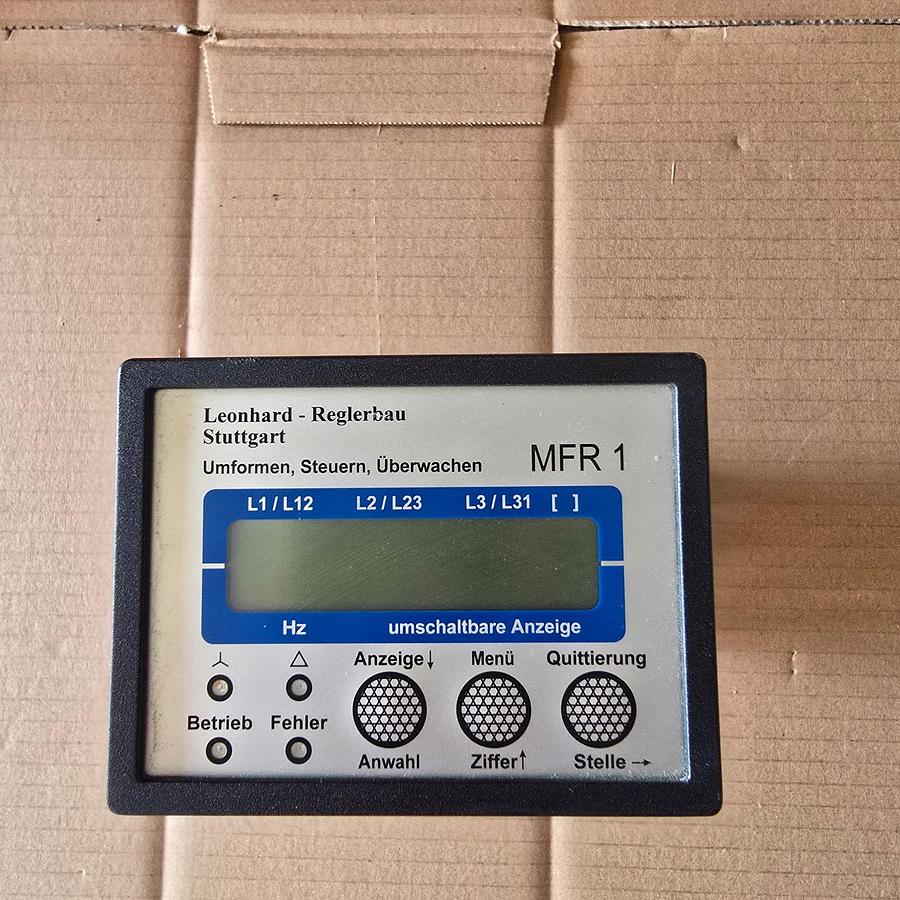 Leonhard - Reglerbau
Stuttgart
Umformen, Steuern, Überwachen
MFR 1
L1 / L12 L2 / L23 L3 / L31 [ ]
Hz umschaltbare Anzeige
Anzeige↓ Menü Quittierung
Betrieb Fehler
Anwahl Ziffer↑ Stelle →